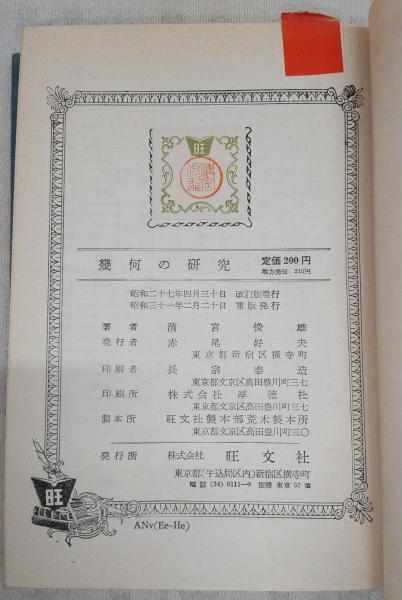 旺
幾何の研究
定価200円
地方売価 210円
昭和二十七年四月三十日 改訂版発行
昭和三十一年二月二十日 重版発行
著者 清宮俊雄
発行者 赤尾好夫
東京都新宿区横寺町
印刷者 長宗泰造
東京都文京区高田豊川町三七
印刷所 株式会社 厚徳社
東京都文京区高田豊川町三七
製本所 旺文社製本部荒木製本所
東京都文京区高田豊川町三〇
発行所 株式会社 旺文社
東京都(牛込局区内)新宿区横寺町
電話 (34) 0111-9 振替 東京 57 番
旺
ANv(Ee-He)